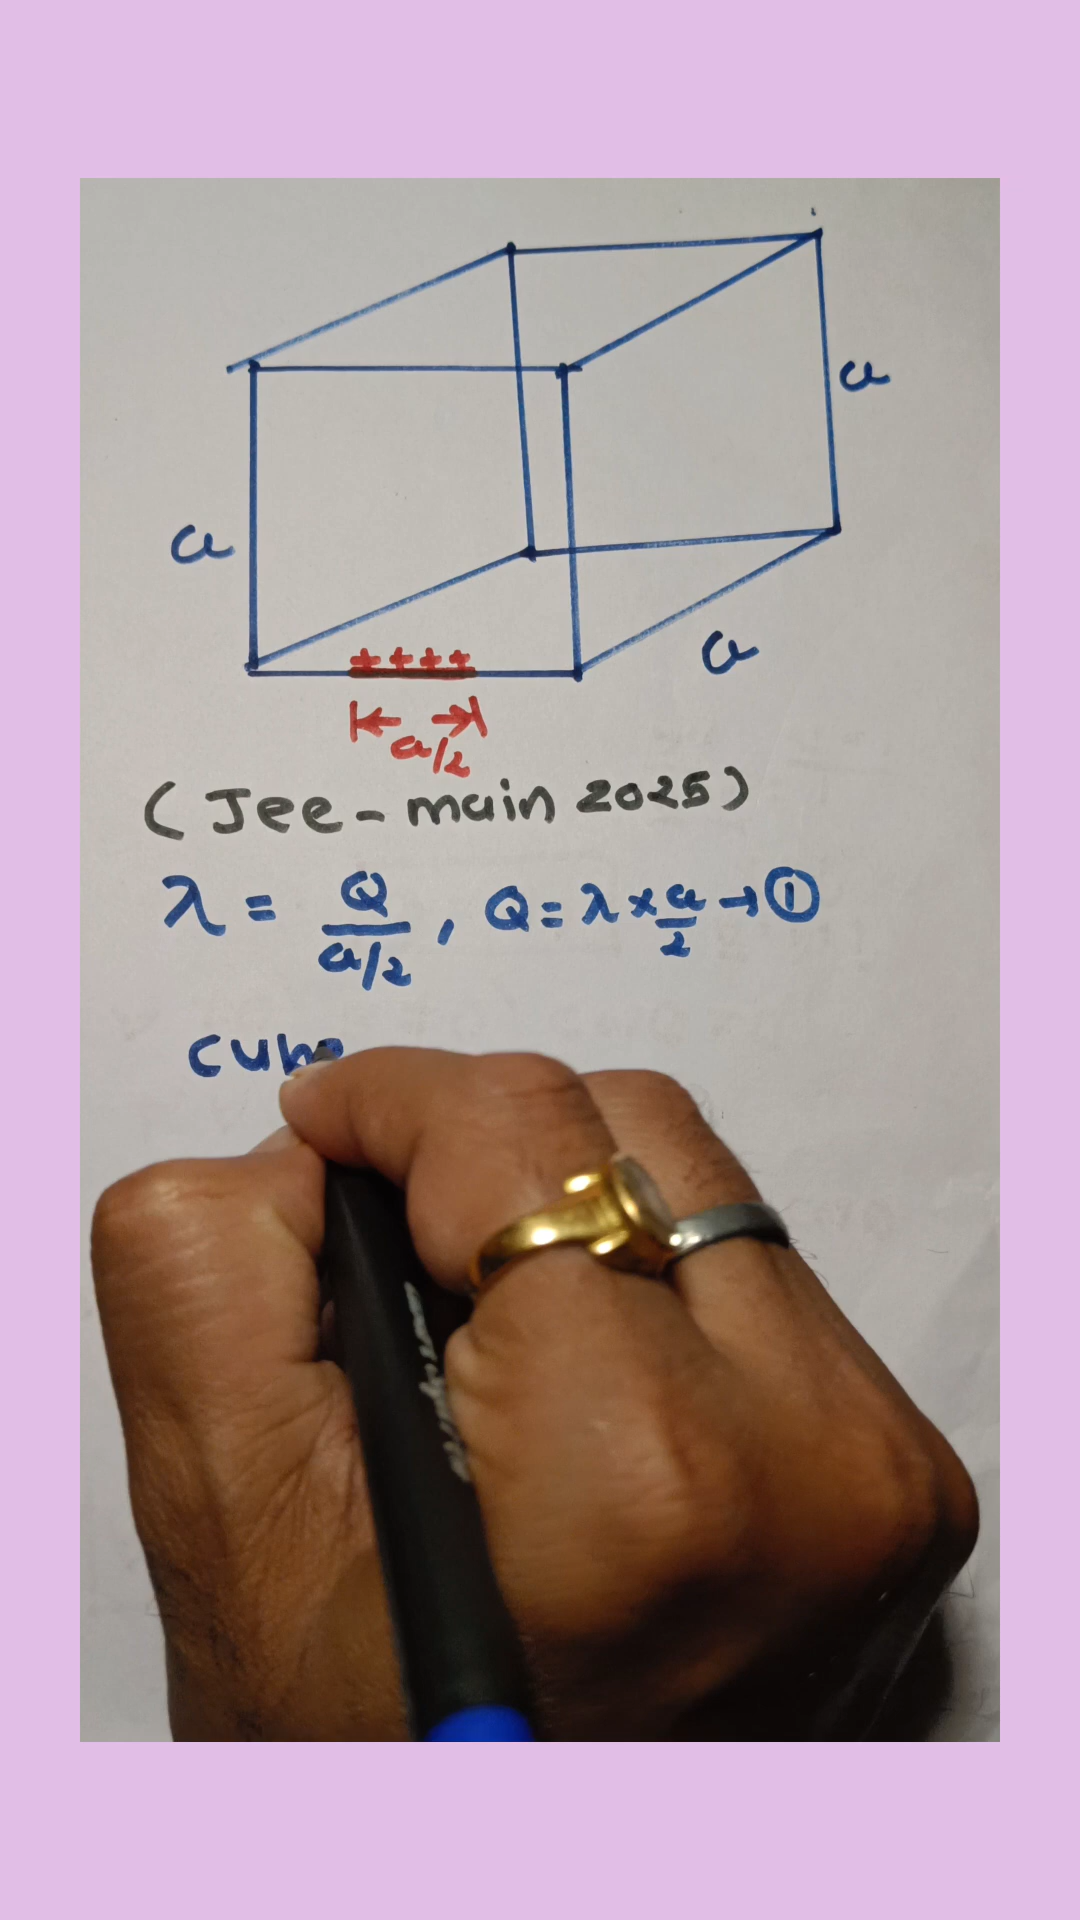 a
a
a
+ + + +
a/2
(Jee - main 2025)
λ = Q / a/2 , Q = λ × a/2 → ①
cube